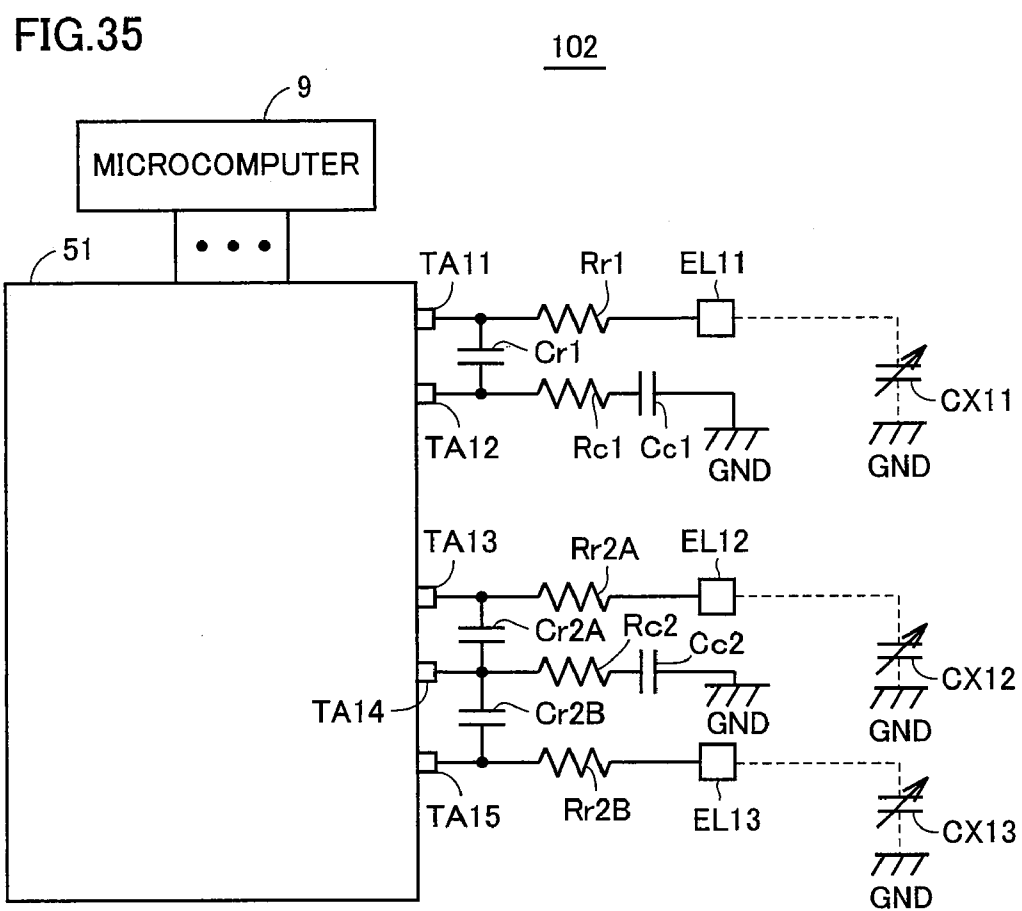 FIG.35
102
9
MICROCOMPUTER
51
TA11
Rr1
EL11
Cr1
CX11
TA12
Rc1
Cc1
GND
GND
TA13
Rr2A
EL12
Cr2A
Rc2
Cc2
CX12
TA14
Cr2B
GND
GND
TA15
Rr2B
EL13
CX13
GND